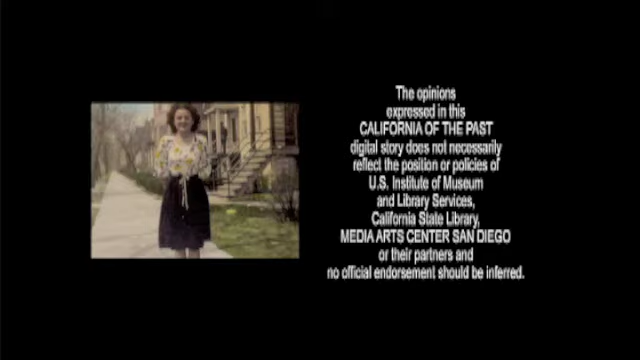 The opinions
expressed in this
CALIFORNIA OF THE PAST
digital story does not necessarily
reflect the position or policies of
U.S. Institute of Museum
and Library Services,
California State Library,
MEDIA ARTS CENTER SAN DIEGO
or their partners and
no official endorsement should be inferred.